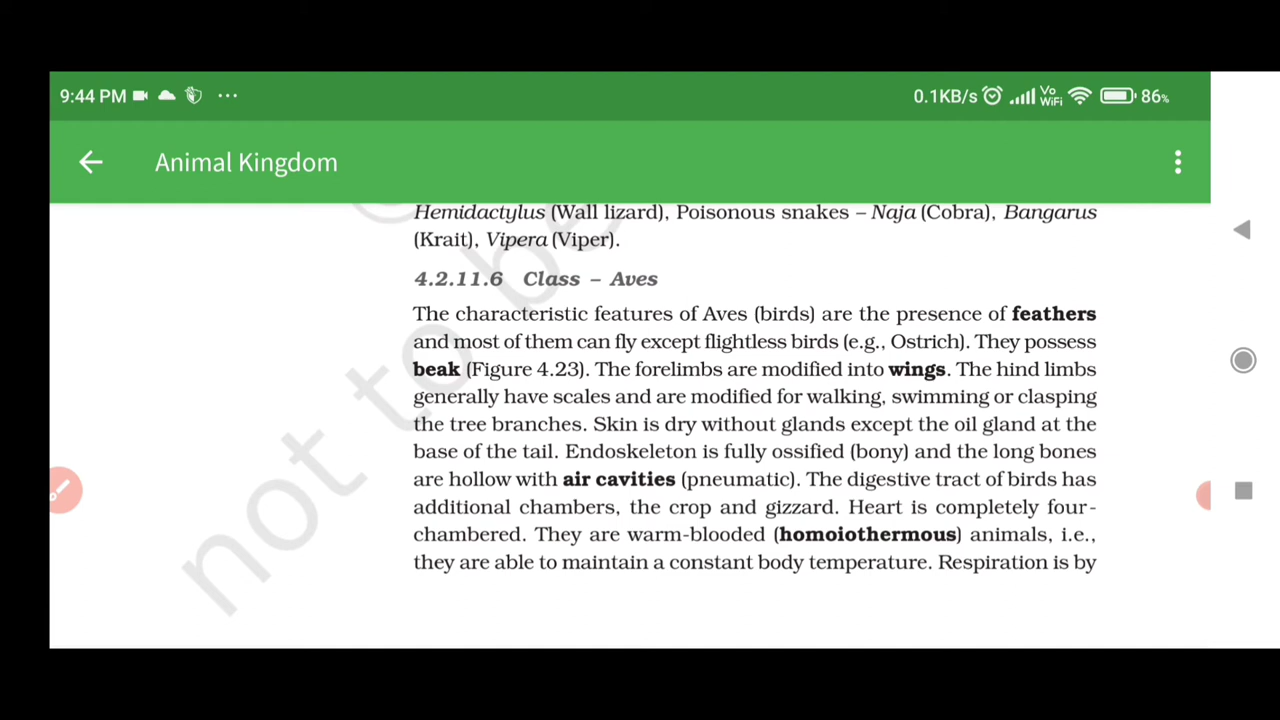 9:44 PM ... 0.1KB/s Vo WiFi 86%
Animal Kingdom
Hemidactylus (Wall lizard), Poisonous snakes – Naja (Cobra), Bangarus
(Krait), Vipera (Viper).
4.2.11.6 Class – Aves
The characteristic features of Aves (birds) are the presence of feathers
and most of them can fly except flightless birds (e.g., Ostrich). They possess
beak (Figure 4.23). The forelimbs are modified into wings. The hind limbs
generally have scales and are modified for walking, swimming or clasping
the tree branches. Skin is dry without glands except the oil gland at the
base of the tail. Endoskeleton is fully ossified (bony) and the long bones
are hollow with air cavities (pneumatic). The digestive tract of birds has
additional chambers, the crop and gizzard. Heart is completely four-
chambered. They are warm-blooded (homoiothermous) animals, i.e.,
they are able to maintain a constant body temperature. Respiration is by
not to be